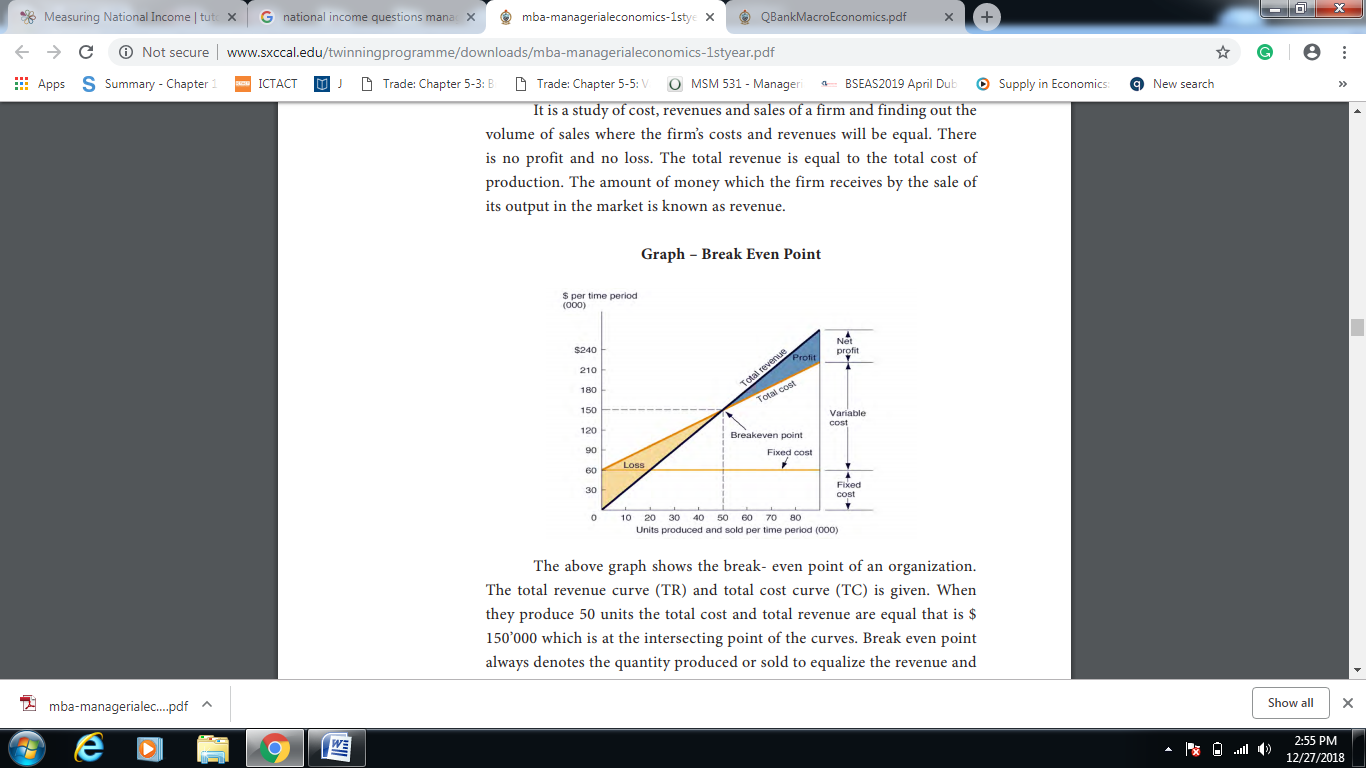 Measuring National Income | tuto
national income questions mana
mba-managerialeconomics-1stye
QBankMacroEconomics.pdf
Not secure | www.sxccal.edu/twinningprogramme/downloads/mba-managerialeconomics-1styear.pdf
Apps
Summary - Chapter 1
ICTACT
J
Trade: Chapter 5-3: B
Trade: Chapter 5-5: V
MSM 531 - Manageri
BSEAS2019 April Dub
Supply in Economics:
New search
»
It is a study of cost, revenues and sales of a firm and finding out the
volume of sales where the firm's costs and revenues will be equal. There
is no profit and no loss. The total revenue is equal to the total cost of
production. The amount of money which the firm receives by the sale of
its output in the market is known as revenue.
Graph – Break Even Point
$ per time period
(000)
$240
210
180
150
120
90
60
30
0 10 20 30 40 50 60 70 80
Units produced and sold per time period (000)
Loss
Total revenue
Profit
Total cost
Breakeven point
Fixed cost
Net
profit
Variable
cost
Fixed
cost
The above graph shows the break- even point of an organization.
The total revenue curve (TR) and total cost curve (TC) is given. When
they produce 50 units the total cost and total revenue are equal that is $
150'000 which is at the intersecting point of the curves. Break even point
always denotes the quantity produced or sold to equalize the revenue and
mba-managerialec....pdf
Show all
2:55 PM
12/27/2018